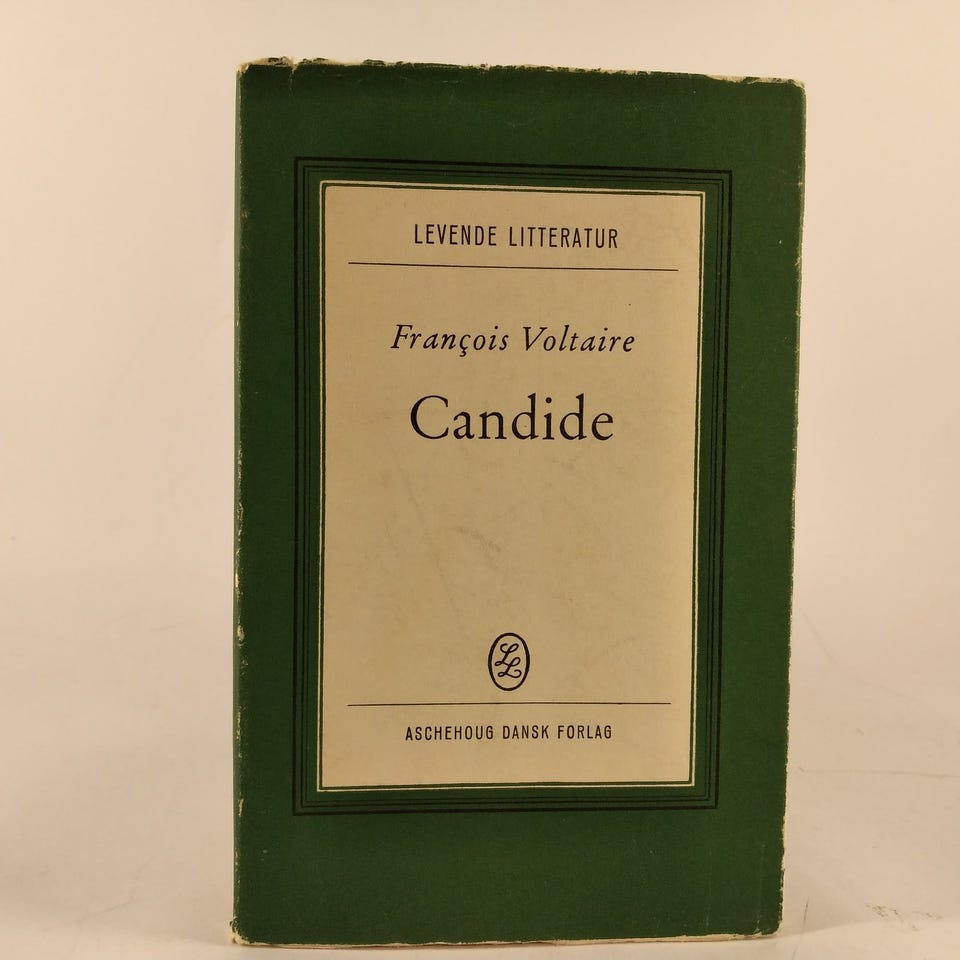 LEVENDE LITTERATUR
François Voltaire
Candide
LL
ASCHEHOUG DANSK FORLAG